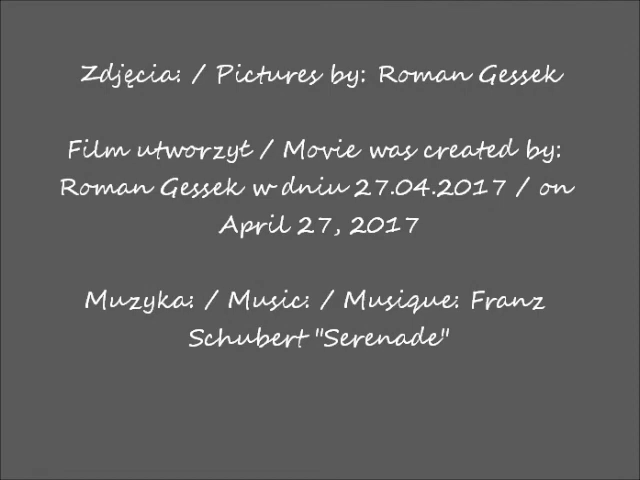 Zdjęcia: / Pictures by: Roman Gessek
Film utworzył / Movie was created by:
Roman Gessek w dniu 27.04.2017 / on
April 27, 2017
Muzyka: / Music: / Musique: Franz
Schubert "Serenade"